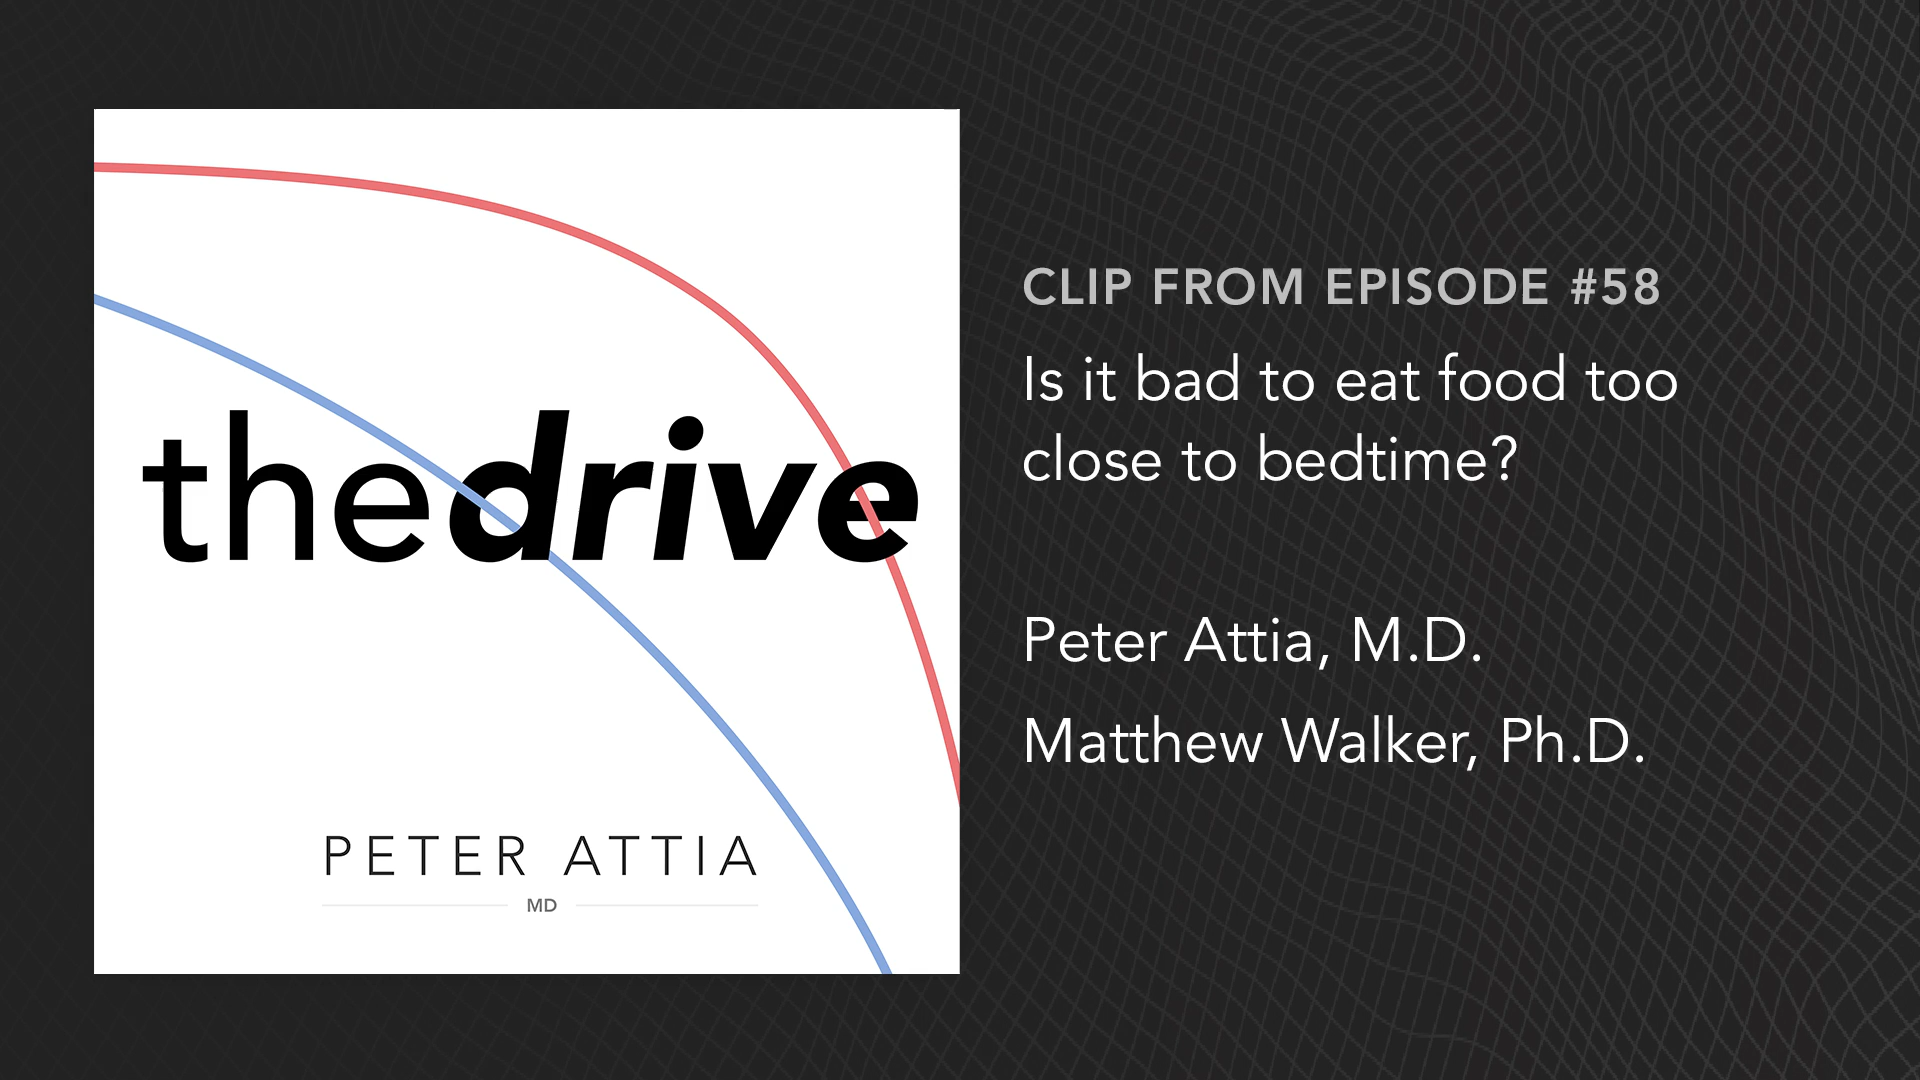 thedrive
PETER ATTIA
MD
CLIP FROM EPISODE #58
Is it bad to eat food too
close to bedtime?
Peter Attia, M.D.
Matthew Walker, Ph.D.